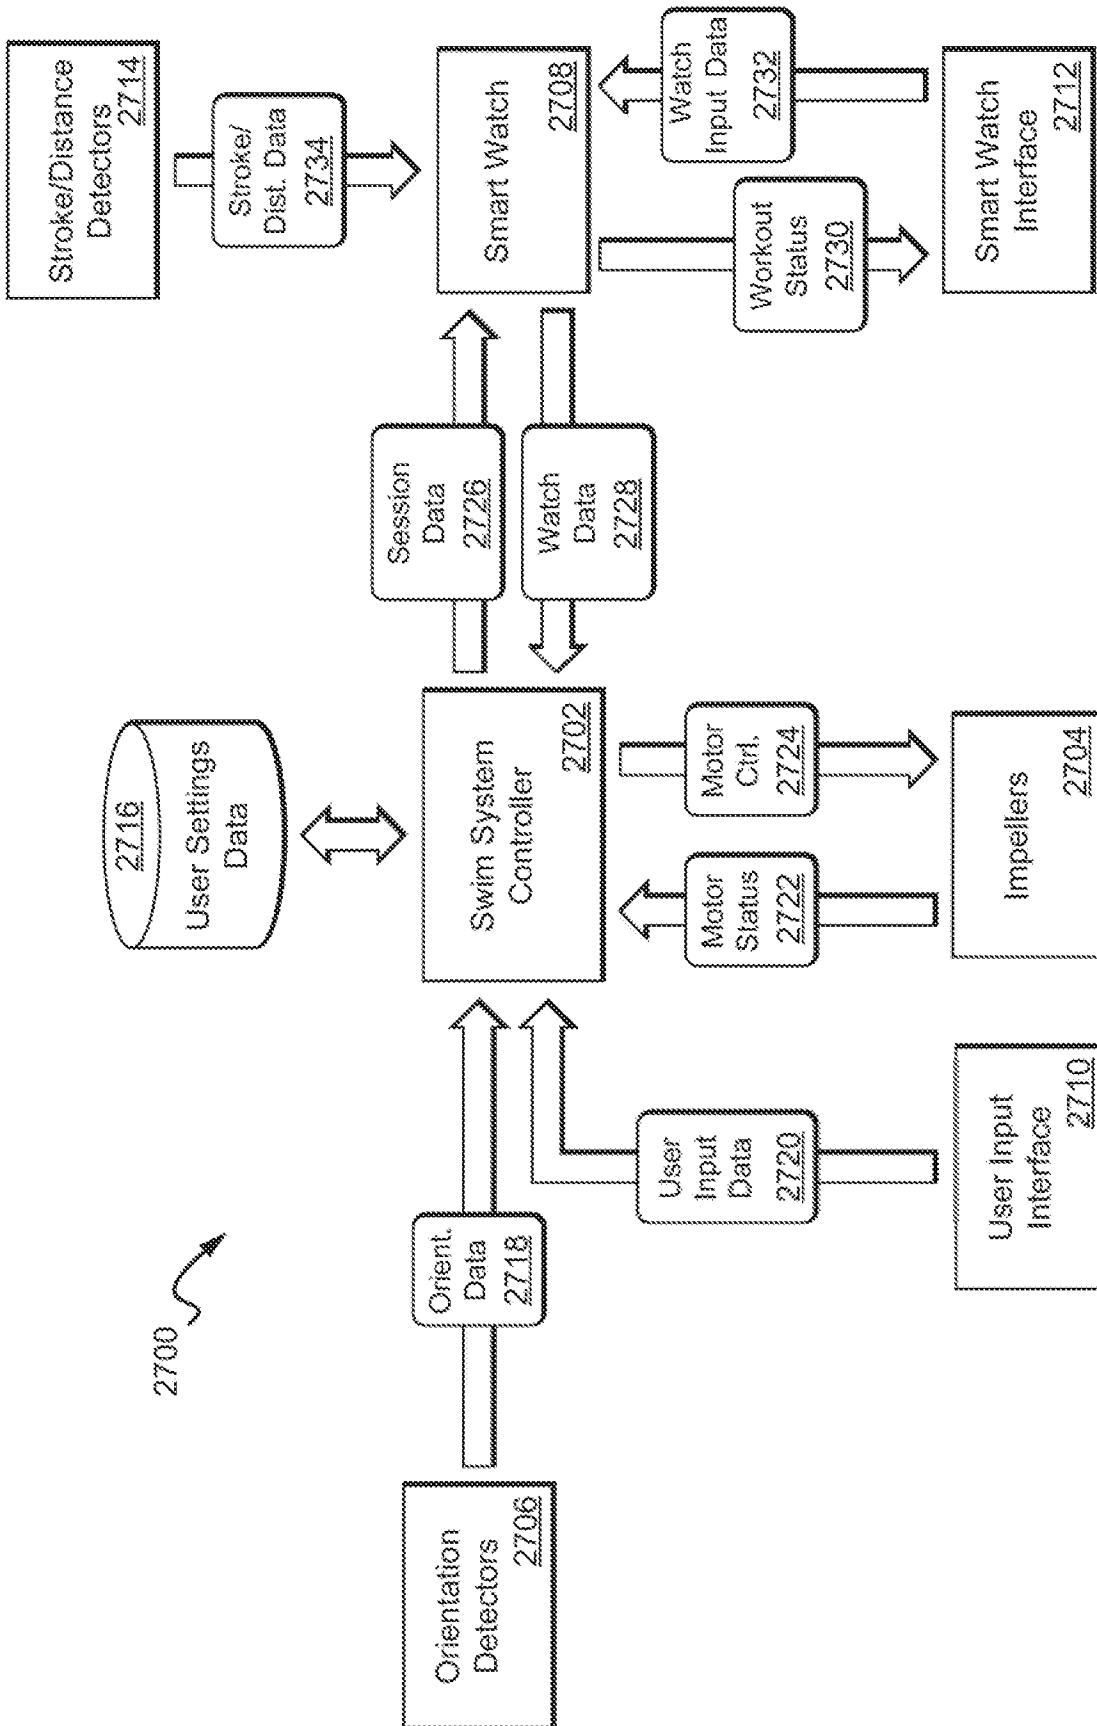 2700
Orientation
Detectors
2706
Orient.
Data
2718
User Input
Interface
2710
User
Input
Data
2720
User Settings
Data
2716
Swim System
Controller
2702
Motor
Status
2722
Motor
Ctrl.
2724
Impellers
2704
Session
Data
2726
Watch
Data
2728
Stroke/Distance
Detectors
2714
Stroke/
Dist. Data
2734
Smart Watch
2708
Workout
Status
2730
Watch
Input Data
2732
Smart Watch
Interface
2712